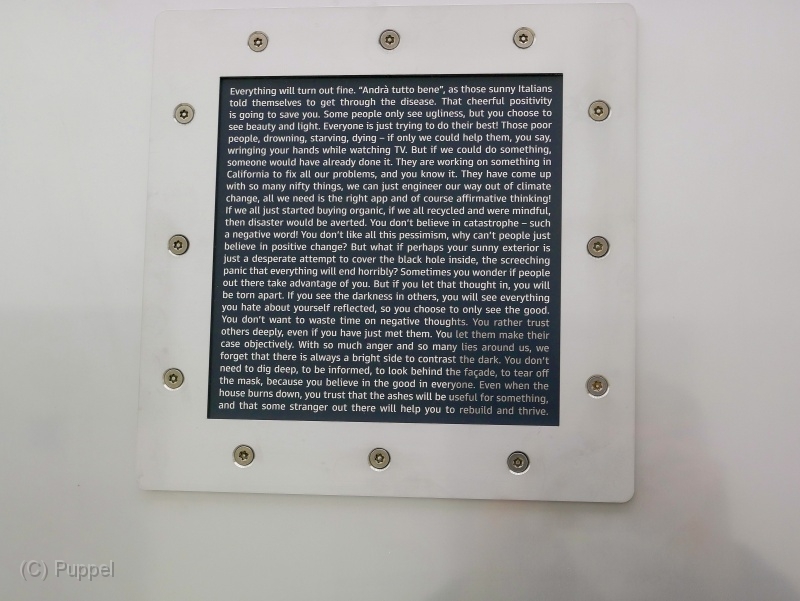 Everything will turn out fine. “Andrà tutto bene”, as those sunny Italians
told themselves to get through the disease. That cheerful positivity
is going to save you. Some people only see ugliness, but you choose to
see beauty and light. Everyone is just trying to do their best! Those poor
people, drowning, starving, dying – if only we could help them, you say,
wringing your hands while watching TV. But if we could do something,
someone would have already done it. They are working on something in
California to fix all our problems, and you know it. They have come up
with so many nifty things, we can just engineer our way out of climate
change, all we need is the right app and of course affirmative thinking!
If we all just started buying organic, if we all recycled and were mindful,
then disaster would be averted. You don’t believe in catastrophe – such
a negative word! You don’t like all this pessimism, why can’t people just
believe in positive change? But what if perhaps your sunny exterior is
just a desperate attempt to cover the black hole inside, the screeching
panic that everything will end horribly? Sometimes you wonder if people
out there take advantage of you. But if you let that thought in, you will
be torn apart. If you see the darkness in others, you will see everything
you hate about yourself reflected, so you choose to only see the good.
You don’t want to waste time on negative thoughts. You rather trust
others deeply, even if you have just met them. You let them make their
case objectively. With so much anger and so many lies around us, we
forget that there is always a bright side to contrast the dark. You don’t
need to dig deep, to be informed, to look behind the façade, to tear off
the mask, because you believe in the good in everyone. Even when the
house burns down, you trust that the ashes will be useful for something,
and that some stranger out there will help you to rebuild and thrive.
(C) Puppel